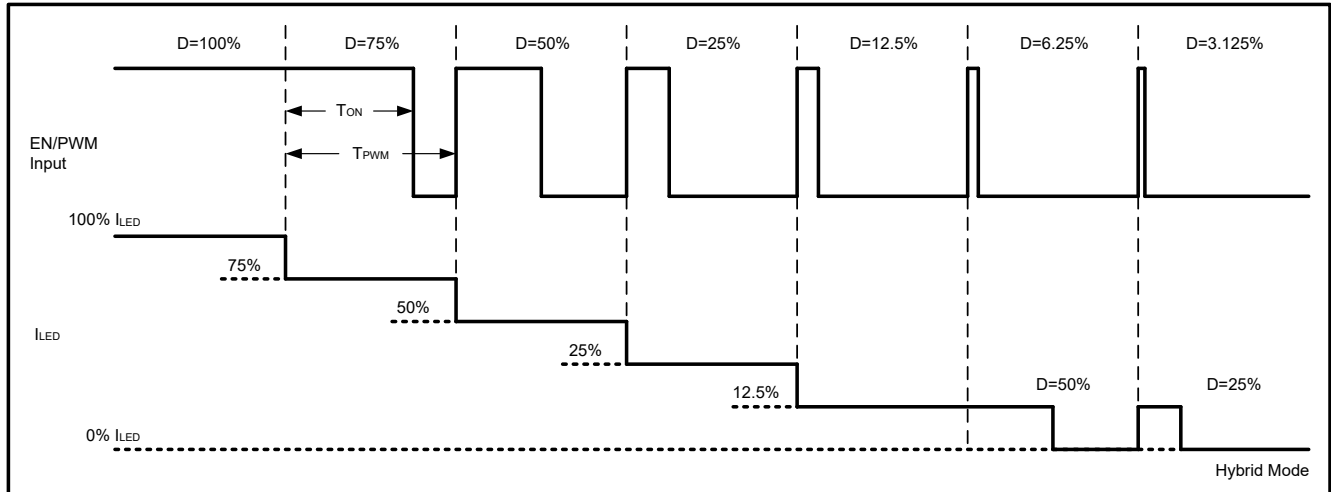 D=100% D=75% D=50% D=25% D=12.5% D=6.25% D=3.125%
TON
EN/PWM
Input
TPWM
100% ILED
75%
50%
ILED
25%
12.5%
D=50% D=25%
0% ILED
Hybrid Mode